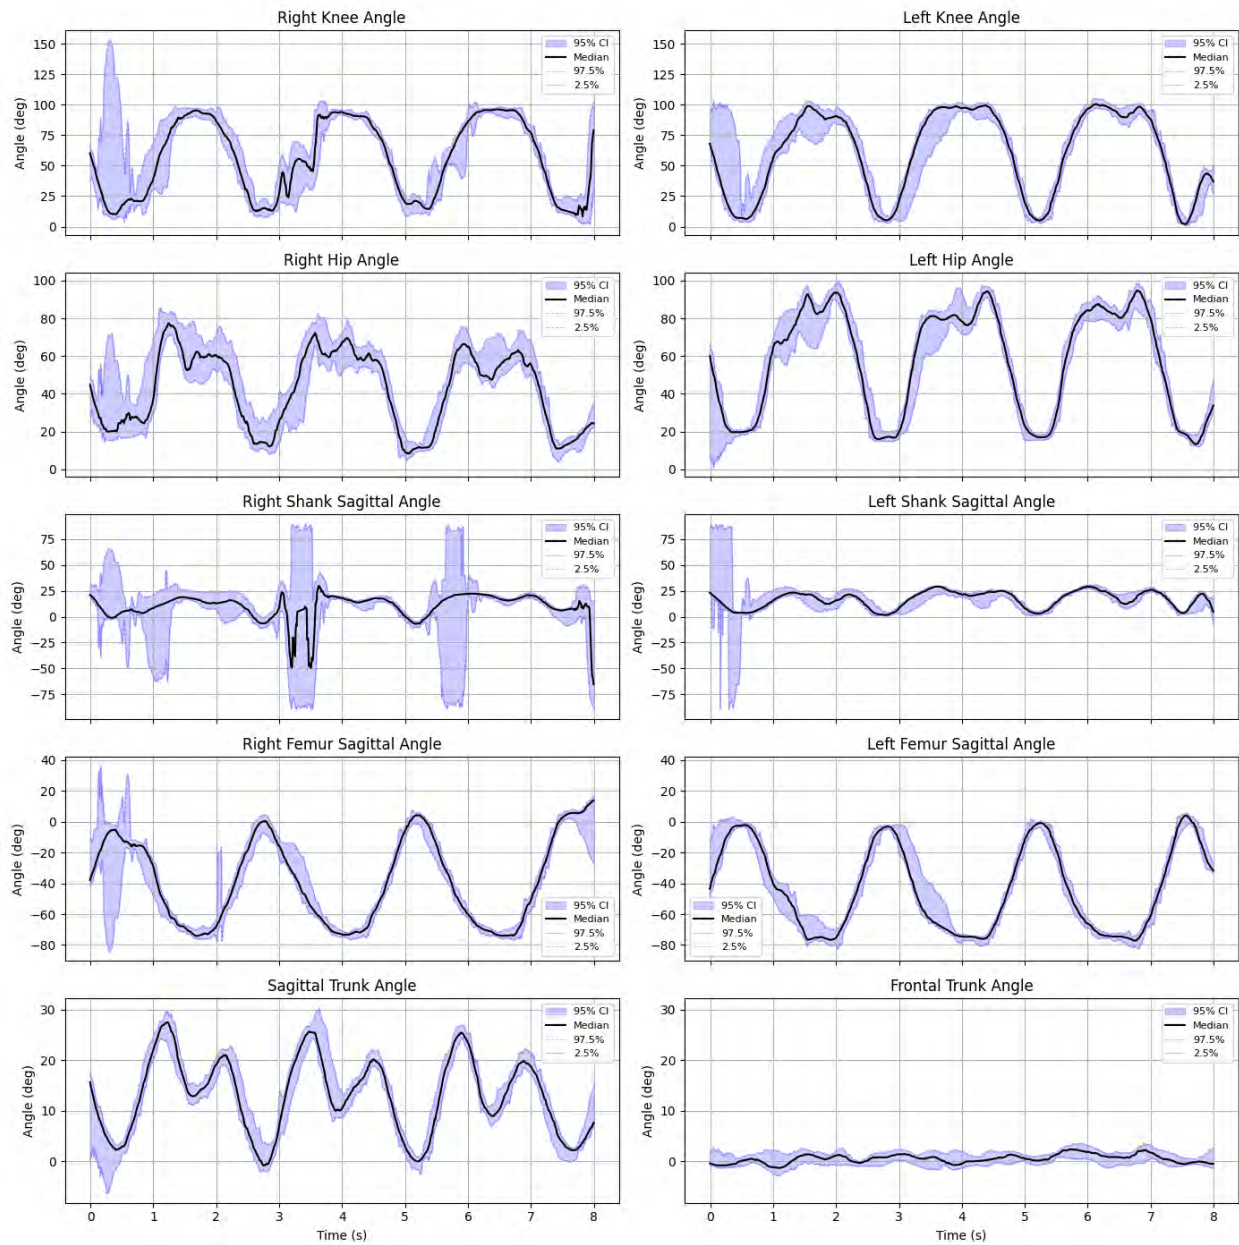 Right Knee Angle
Angle (deg)
150
125
100
75
50
25
0
95% CI
Median
97.5%
2.5%
Left Knee Angle
Angle (deg)
150
125
100
75
50
25
0
95% CI
Median
97.5%
2.5%
Right Hip Angle
Angle (deg)
100
80
60
40
20
0
95% CI
Median
97.5%
2.5%
Left Hip Angle
Angle (deg)
100
80
60
40
20
0
95% CI
Median
97.5%
2.5%
Right Shank Sagittal Angle
Angle (deg)
75
50
25
0
−25
−50
−75
95% CI
Median
97.5%
2.5%
Left Shank Sagittal Angle
Angle (deg)
75
50
25
0
−25
−50
−75
95% CI
Median
97.5%
2.5%
Right Femur Sagittal Angle
Angle (deg)
40
20
0
−20
−40
−60
−80
95% CI
Median
97.5%
2.5%
Left Femur Sagittal Angle
Angle (deg)
40
20
0
−20
−40
−60
−80
95% CI
Median
97.5%
2.5%
Sagittal Trunk Angle
Angle (deg)
30
20
10
0
95% CI
Median
97.5%
2.5%
0 1 2 3 4 5 6 7 8
Time (s)
Frontal Trunk Angle
Angle (deg)
30
20
10
0
95% CI
Median
97.5%
2.5%
0 1 2 3 4 5 6 7 8
Time (s)